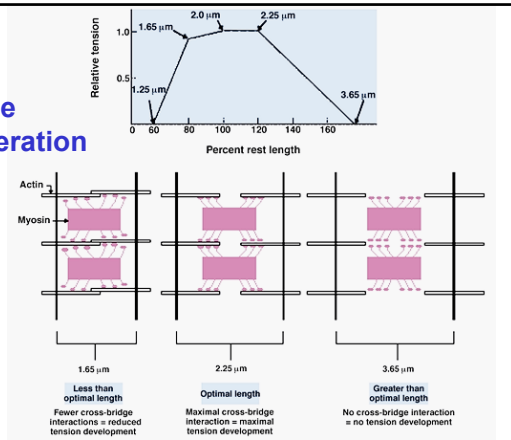 2.0 μm
2.25 μm
1.65 μm
1.0
Relative tension
0.5
1.25 μm
3.65 μm
0 60 80 100 120 140 160
Percent rest length
e
eration
Actin
Myosin
1.65 μm
2.25 μm
3.65 μm
Less than
optimal length
Optimal length
Greater than
optimal length
Fewer cross-bridge
interactions = reduced
tension development
Maximal cross-bridge
interaction = maximal
tension development
No cross-bridge interaction
= no tension development